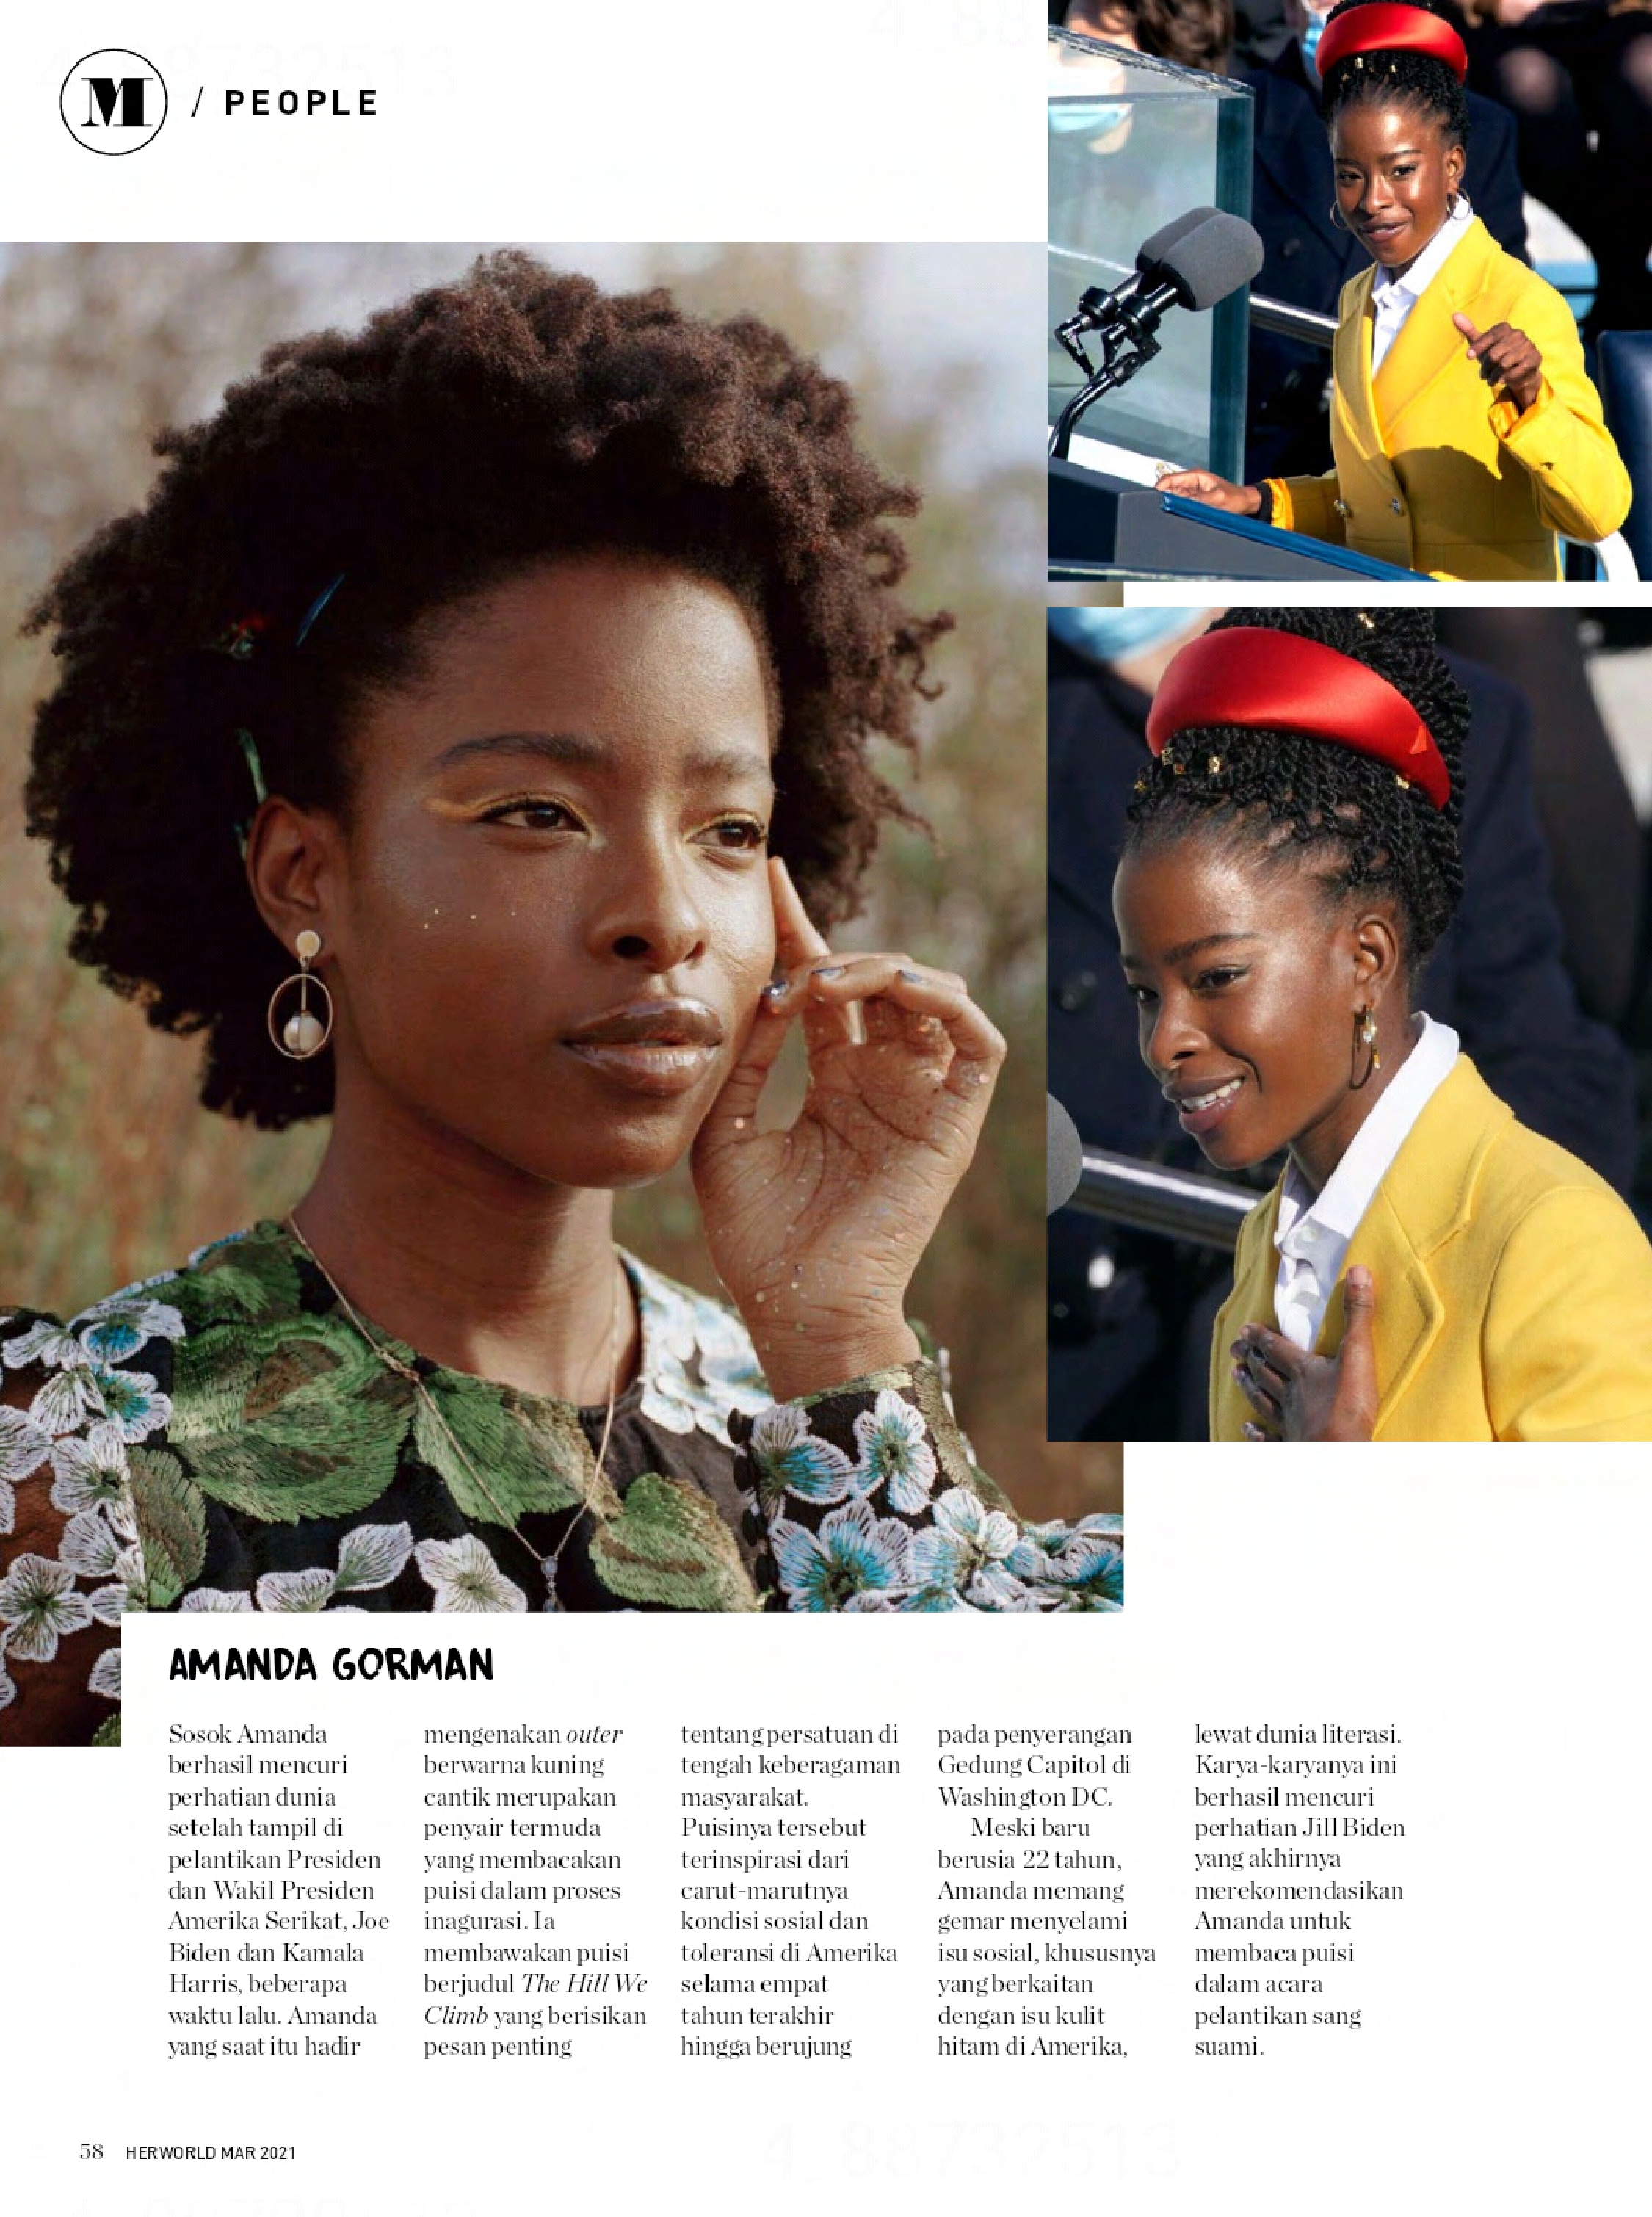 M / PEOPLE
AMANDA GORMAN
Sosok Amanda
berhasil mencuri
perhatian dunia
setelah tampil di
pelantikan Presiden
dan Wakil Presiden
Amerika Serikat, Joe
Biden dan Kamala
Harris, beberapa
waktu lalu. Amanda
yang saat itu hadir
mengenakan outer
berwarna kuning
cantik merupakan
penyair termuda
yang membacakan
puisi dalam proses
inagurasi. Ia
membawakan puisi
berjudul The Hill We
Climb yang berisikan
pesan penting
tentang persatuan di
tengah keberagaman
masyarakat.
Puisinya tersebut
terinspirasi dari
carut-marutnya
kondisi sosial dan
toleransi di Amerika
selama empat
tahun terakhir
hingga berujung
pada penyerangan
Gedung Capitol di
Washington DC.
Meski baru
berusia 22 tahun,
Amanda memang
gemar menyelami
isu sosial, khususnya
yang berkaitan
dengan isu kulit
hitam di Amerika,
lewat dunia literasi.
Karya-karyanya ini
berhasil mencuri
perhatian Jill Biden
yang akhirnya
merekomendasikan
Amanda untuk
membaca puisi
dalam acara
pelantikan sang
suami.
58 HERWORLD MAR 2021